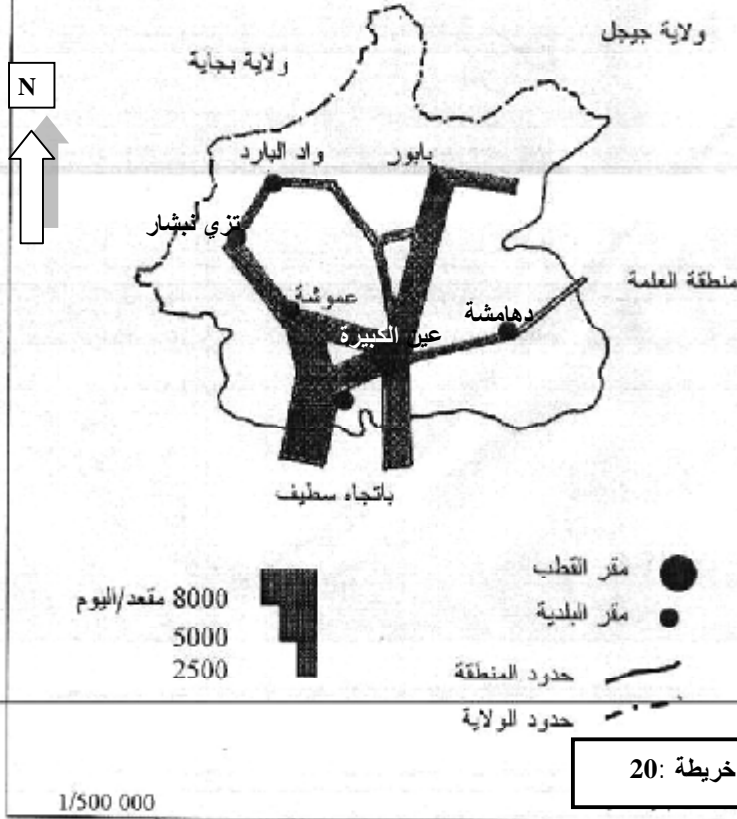 ولاية جيجل
ولاية بجاية
N
واد البارد
بابور
تزي نبشار
منطقة العلمة
عموشة
دهامشة
عين الكبيرة
باتجاه سطيف
مقر القطب
8000 مقعد/اليوم
مقر البلدية
5000
2500
حدود المنطقة
حدود الولاية
خريطة :20
1/500 000